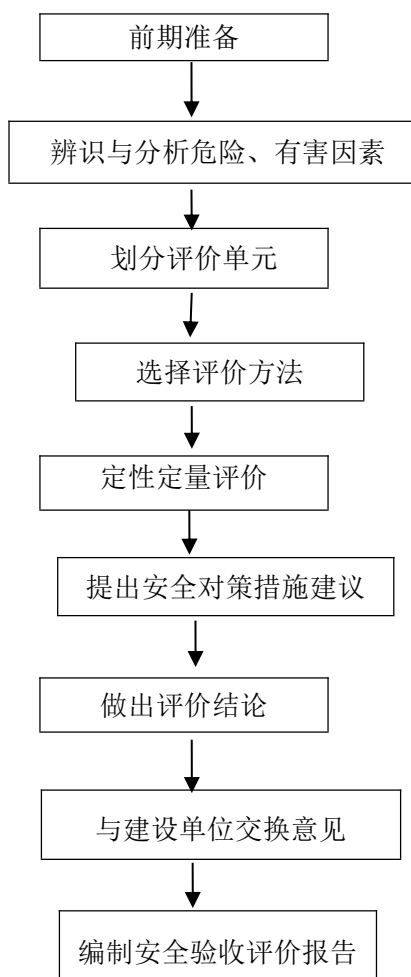 前期准备
辨识与分析危险、有害因素
划分评价单元
选择评价方法
定性定量评价
提出安全对策措施建议
做出评价结论
与建设单位交换意见
编制安全验收评价报告